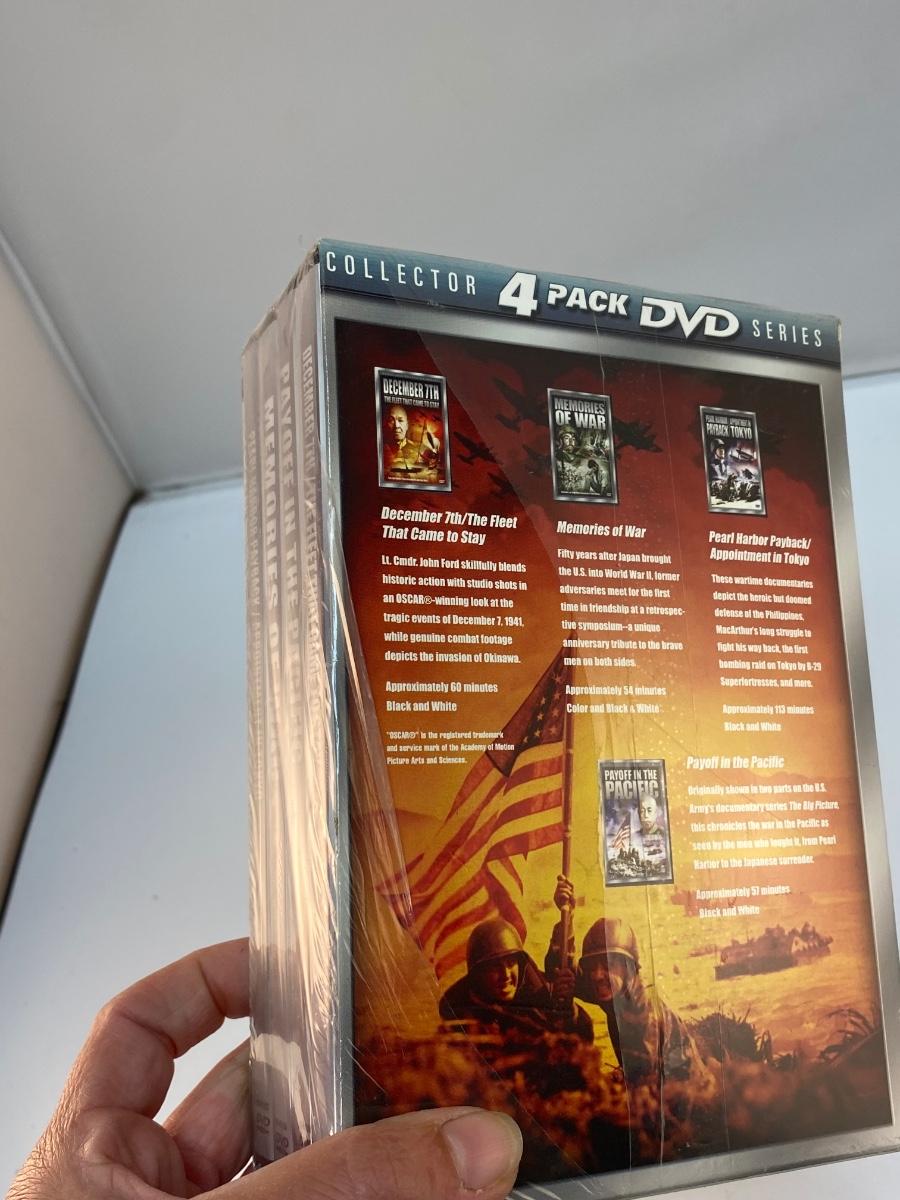 COLLECTOR 4 PACK DVD SERIES
DECEMBER 7TH
THE FLEET THAT CAME TO STAY
MEMORIES
OF WAR
PEARL HARBOR PAYBACK
APPOINTMENT IN TOKYO
December 7th/The Fleet
That Came to Stay
Lt. Cmdr. John Ford skillfully blends
historic action with studio shots in
an OSCAR®-winning look at the
tragic events of December 7, 1941,
while genuine combat footage
depicts the invasion of Okinawa.
Approximately 60 minutes
Black and White
"OSCAR®" is the registered trademark
and service mark of the Academy of Motion
Picture Arts and Sciences.
Memories of War
Fifty years after Japan brought
the U.S. into World War II, former
adversaries meet for the first
time in friendship at a retrospec-
tive symposium--a unique
anniversary tribute to the brave
men on both sides.
Approximately 54 minutes
Color and Black & White
Pearl Harbor Payback/
Appointment in Tokyo
These wartime documentaries
depict the heroic but doomed
defense of the Philippines,
MacArthur's long struggle to
fight his way back, the first
bombing raid on Tokyo by B-29
Superfortresses, and more.
Approximately 113 minutes
Black and White
PAYOFF IN THE
PACIFIC
Payoff in the Pacific
Originally shown in two parts on the U.S.
Army's documentary series The Big Picture,
this chronicles the war in the Pacific as
seen by the men who fought it, from Pearl
Harbor to the Japanese surrender.
Approximately 57 minutes
Black and White
PAYOFF IN THE
MEMORIES OF